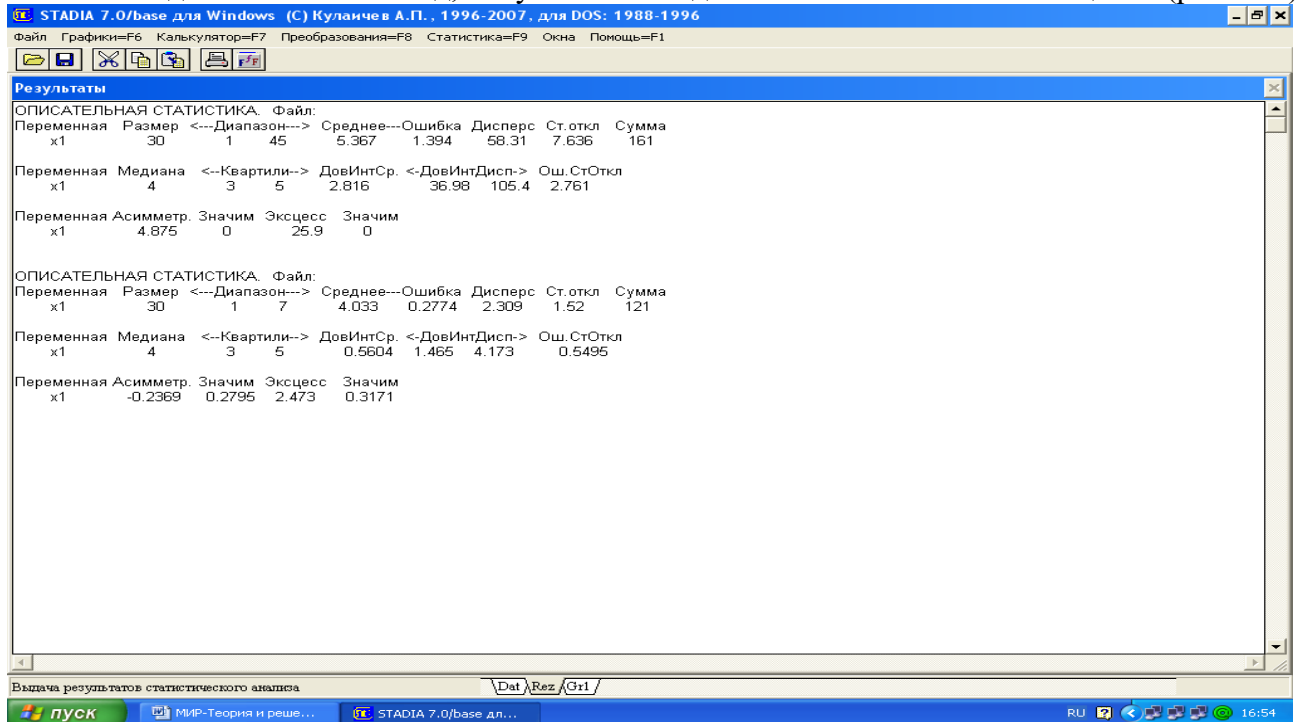 STADIA 7.0/base для Windows (C) Кулаичев А.П., 1996-2007, для DOS: 1988-1996
Файл Графики=F6 Калькулятор=F7 Преобразования=F8 Статистика=F9 Окна Помощь=F1
Результаты
ОПИСАТЕЛЬНАЯ СТАТИСТИКА. Файл:
Переменная Размер <---Диапазон---> Среднее---Ошибка Дисперс Ст.откл Сумма
x1 30 1 45 5.367 1.394 58.31 7.636 161
Переменная Медиана <--Квартили--> ДовИнтСр. <-ДовИнтДисп-> Ош.СтОткл
x1 4 3 5 2.816 36.98 105.4 2.761
Переменная Асимметр. Значим Эксцесс Значим
x1 4.875 0 25.9 0
ОПИСАТЕЛЬНАЯ СТАТИСТИКА. Файл:
Переменная Размер <---Диапазон---> Среднее---Ошибка Дисперс Ст.откл Сумма
x1 30 1 7 4.033 0.2774 2.309 1.52 121
Переменная Медиана <--Квартили--> ДовИнтСр. <-ДовИнтДисп-> Ош.СтОткл
x1 4 3 5 0.5604 1.465 4.173 0.5495
Переменная Асимметр. Значим Эксцесс Значим
x1 -0.2369 0.2795 2.473 0.3171
Выдача результатов статистического анализа \Dat\Rez/Gr1/
пуск МИР-Теория и реше... STADIA 7.0/base дл... RU 16:54